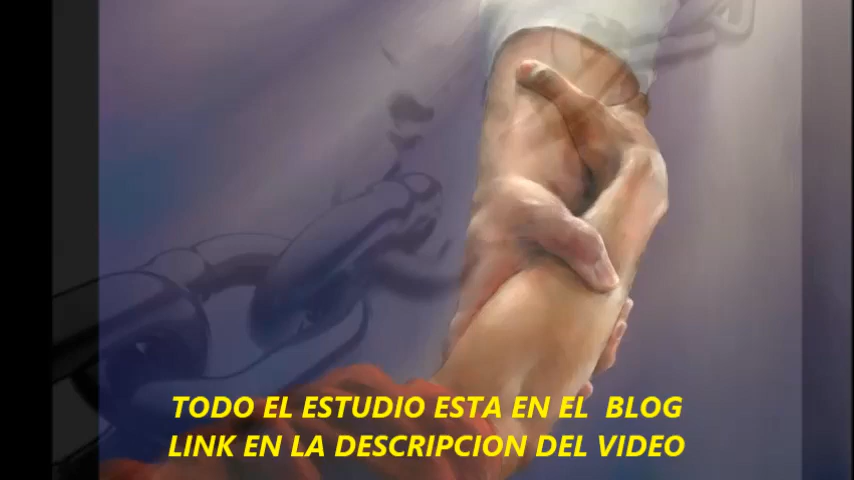 TODO EL ESTUDIO ESTA EN EL BLOG
LINK EN LA DESCRIPCION DEL VIDEO